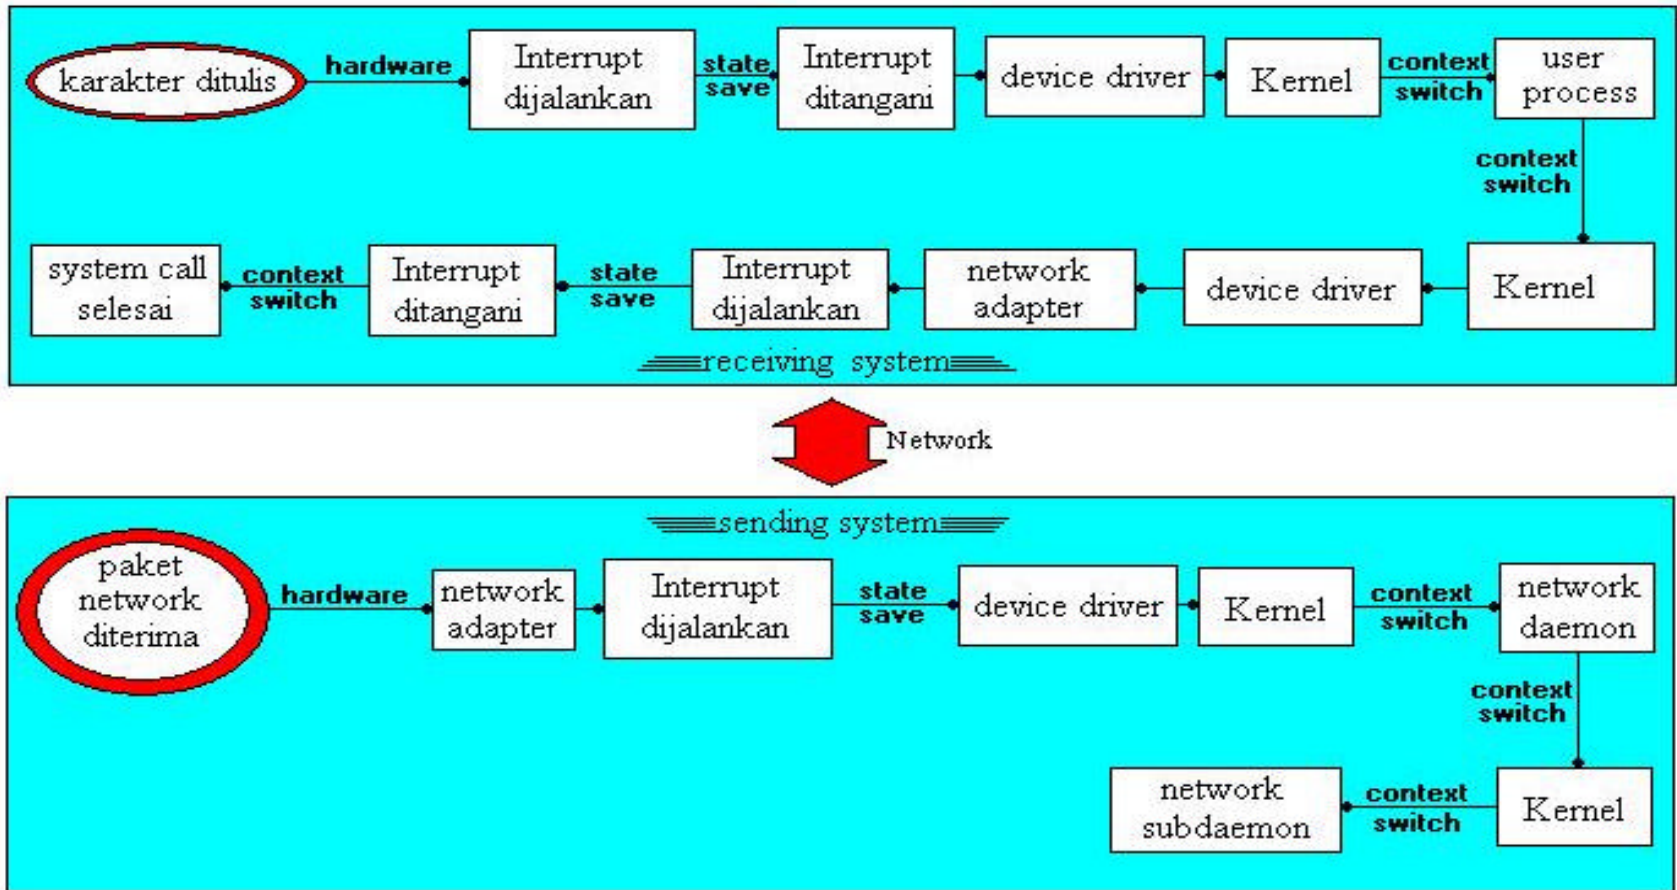 karakter ditulis
hardware
Interrupt
dijalankan
state
save
Interrupt
ditangani
device driver
Kernel
context
switch
user
process
context
switch
Kernel
device driver
network
adapter
Interrupt
dijalankan
state
save
Interrupt
ditangani
context
switch
system call
selesai
receiving system
Network
sending system
paket
network
diterima
hardware
network
adapter
Interrupt
dijalankan
state
save
device driver
Kernel
context
switch
network
daemon
context
switch
Kernel
context
switch
network
subdaemon